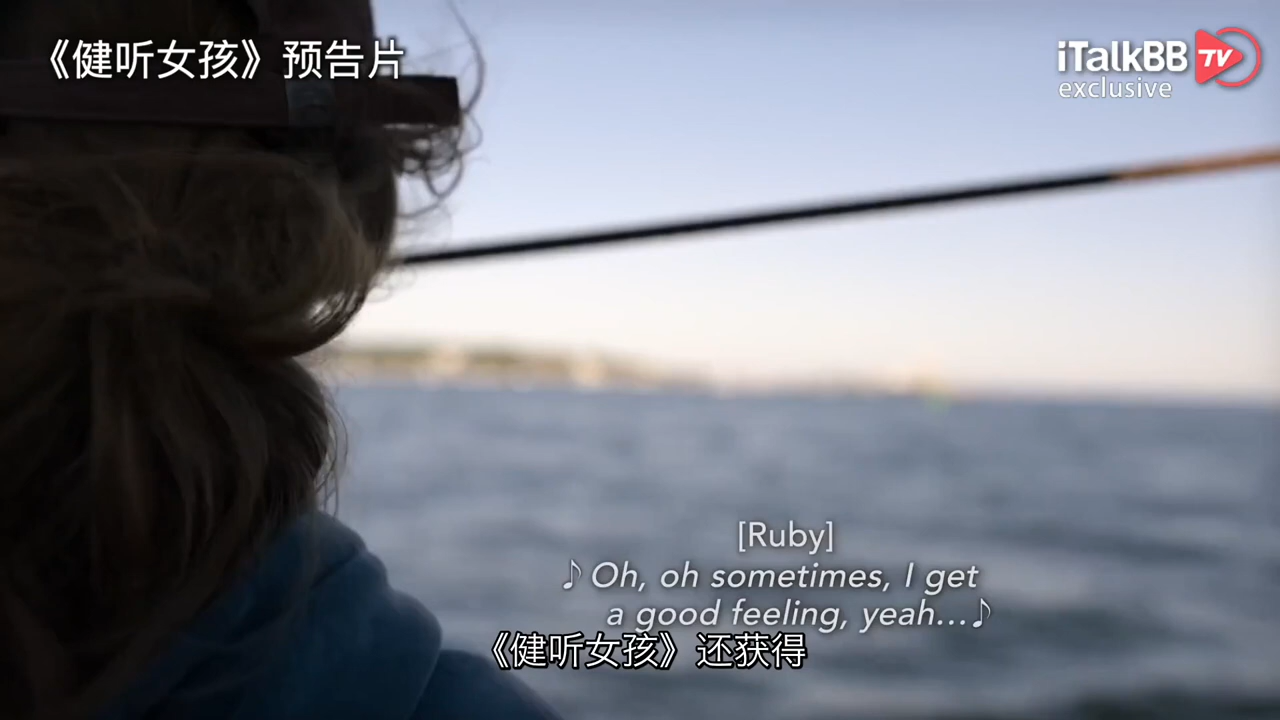 《健听女孩》预告片
iTalkBB TV
exclusive
[Ruby]
♪Oh, oh sometimes, I get
a good feeling, yeah...♪
《健听女孩》还获得